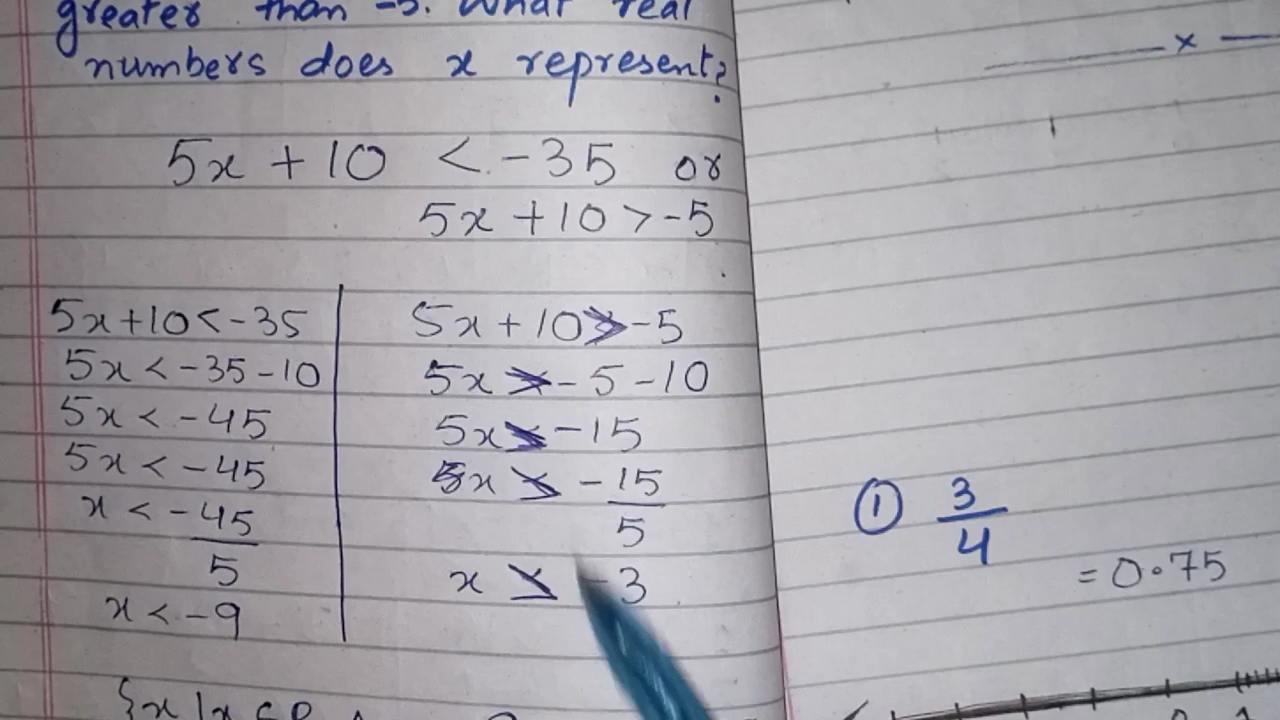 greater than -5. What real
numbers does x represent?
5x + 10 < -35 or
5x + 10 > -5
5x + 10 < -35
5x < -35 - 10
5x < -45
5x < -45
x < -45
5
x < -9
5x + 10 > -5
5x > -5 - 10
5x > -15
x > -15
5
x > -3
{x | x ∈ R
① 3
4
= 0.75